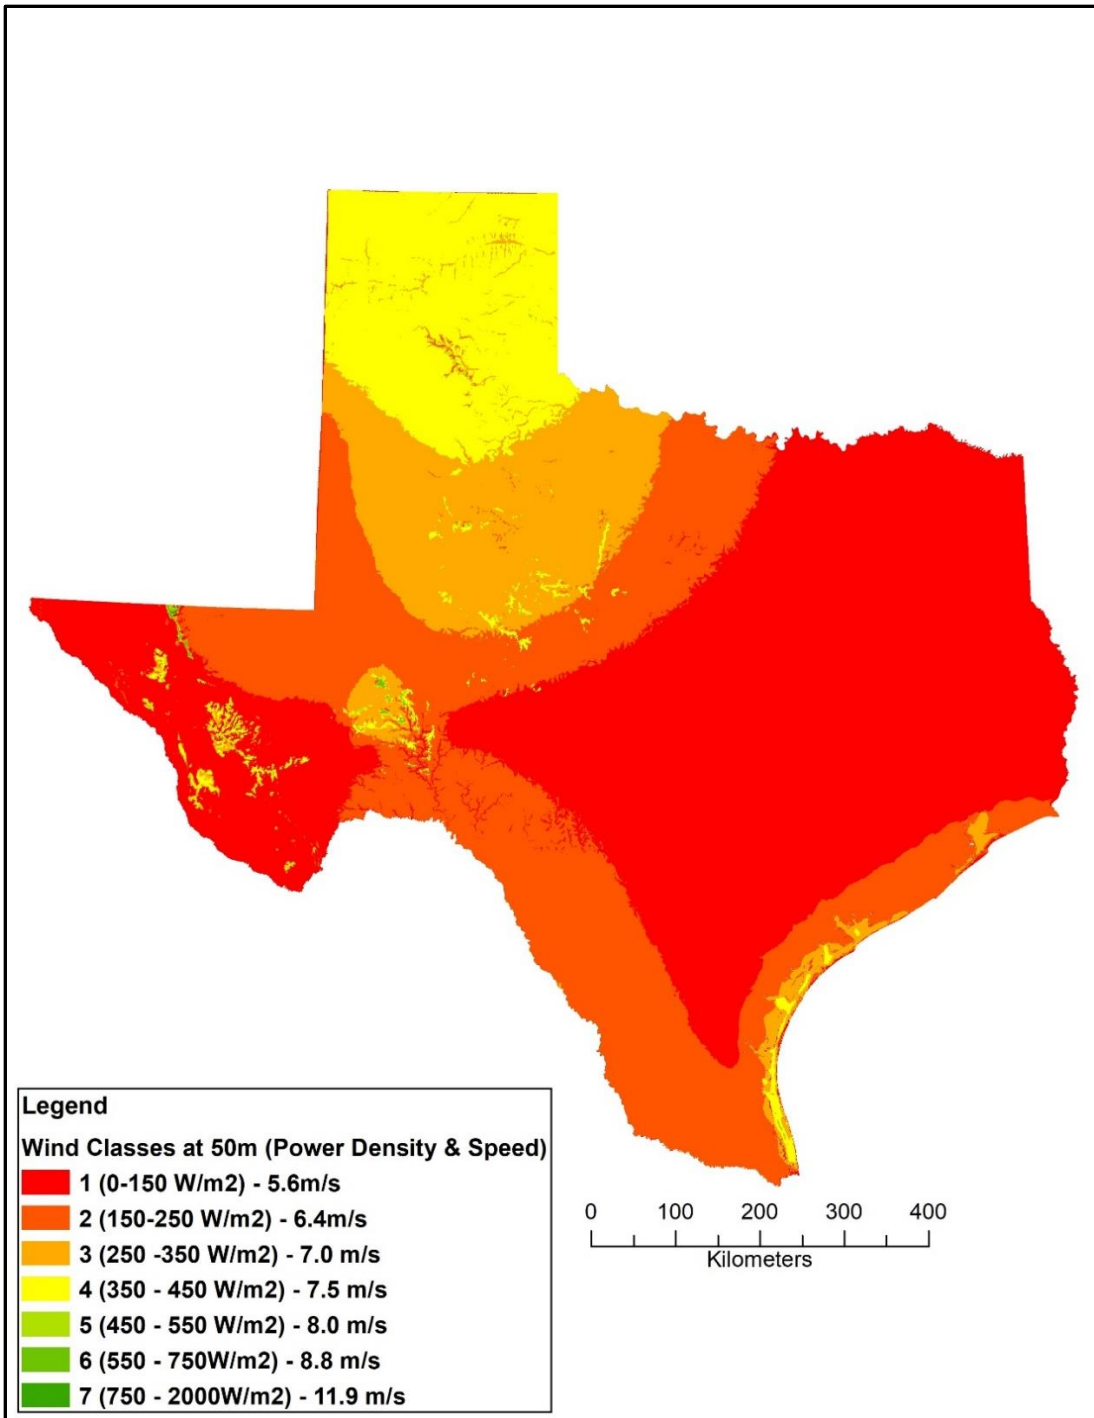 Legend
Wind Classes at 50m (Power Density & Speed)
1 (0-150 W/m2) - 5.6m/s
2 (150-250 W/m2) - 6.4m/s
3 (250 -350 W/m2) - 7.0 m/s
4 (350 - 450 W/m2) - 7.5 m/s
5 (450 - 550 W/m2) - 8.0 m/s
6 (550 - 750W/m2) - 8.8 m/s
7 (750 - 2000W/m2) - 11.9 m/s
0 100 200 300 400
Kilometers